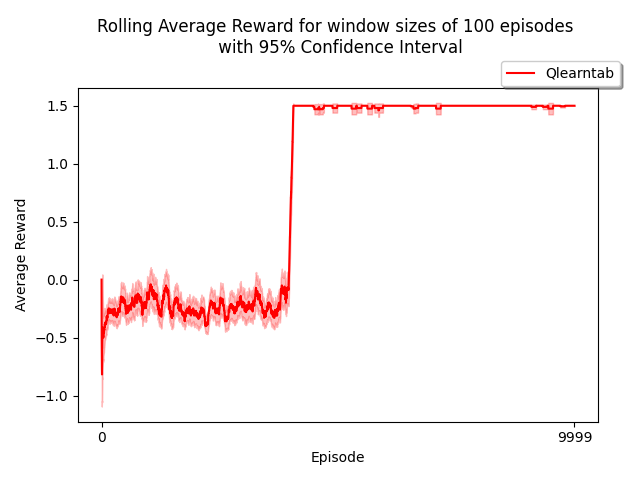 Rolling Average Reward for window sizes of 100 episodes
with 95% Confidence Interval
Qlearntab
1.5
1.0
0.5
0.0
−0.5
−1.0
Average Reward
0
9999
Episode